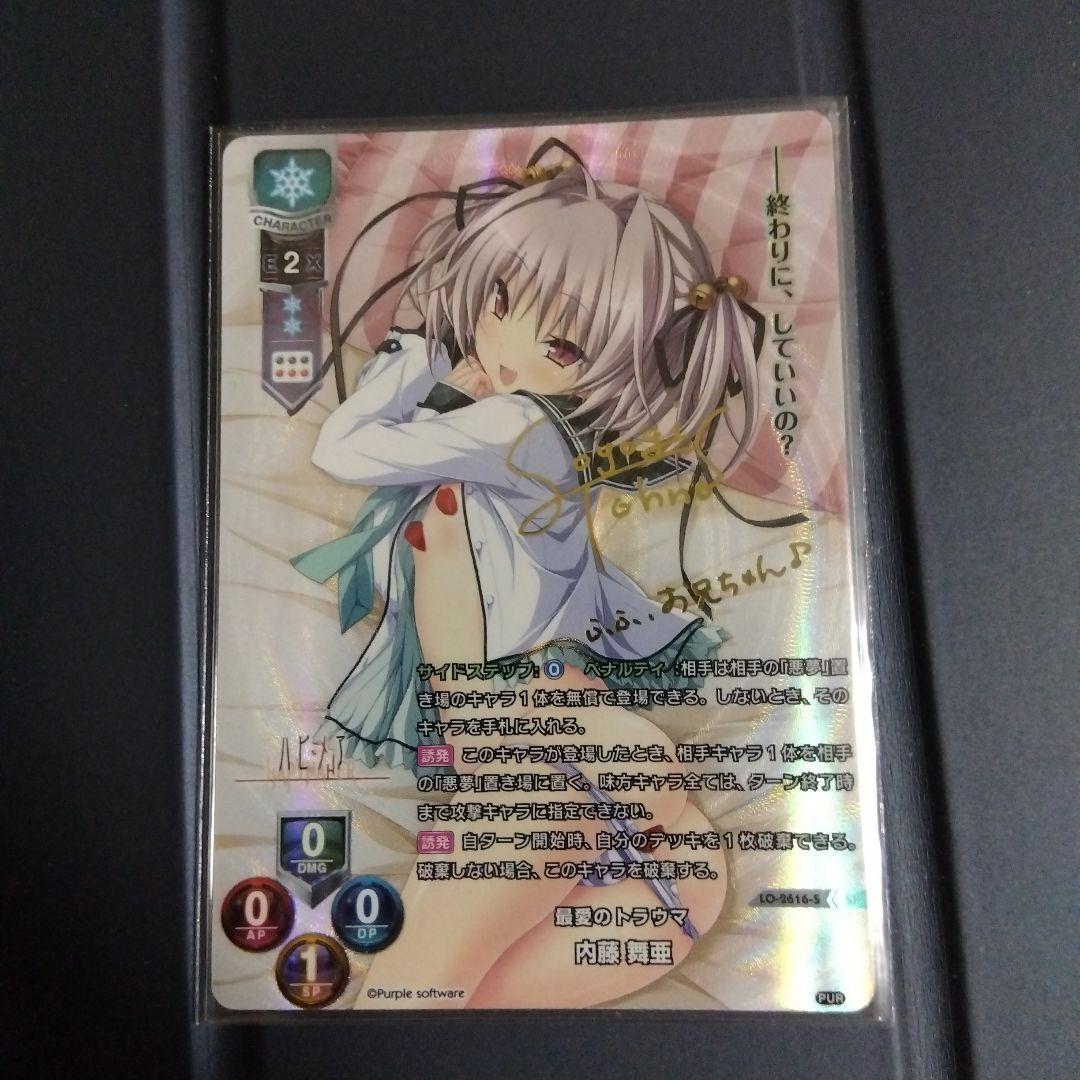 CHARACTER
E 2 X
――終わりに、していいの？
ふふ、お兄ちゃん♪
サイドステップ:0 ペナルティ:相手は相手の「悪夢」置
き場のキャラ1体を無償で登場できる。しないとき、その
キャラを手札に入れる。
誘発 このキャラが登場したとき、相手キャラ1体を相手
の「悪夢」置き場に置く。味方キャラ全ては、ターン終了時
まで攻撃キャラに指定できない。
誘発 自ターン開始時、自分のデッキを1枚破棄できる。
破棄しない場合、このキャラを破棄する。
ハピメア
0
DMG
0
AP
0
DP
1
SP
LO-2616-S
最愛のトラウマ
内藤 舞亜
©Purple software
PUR